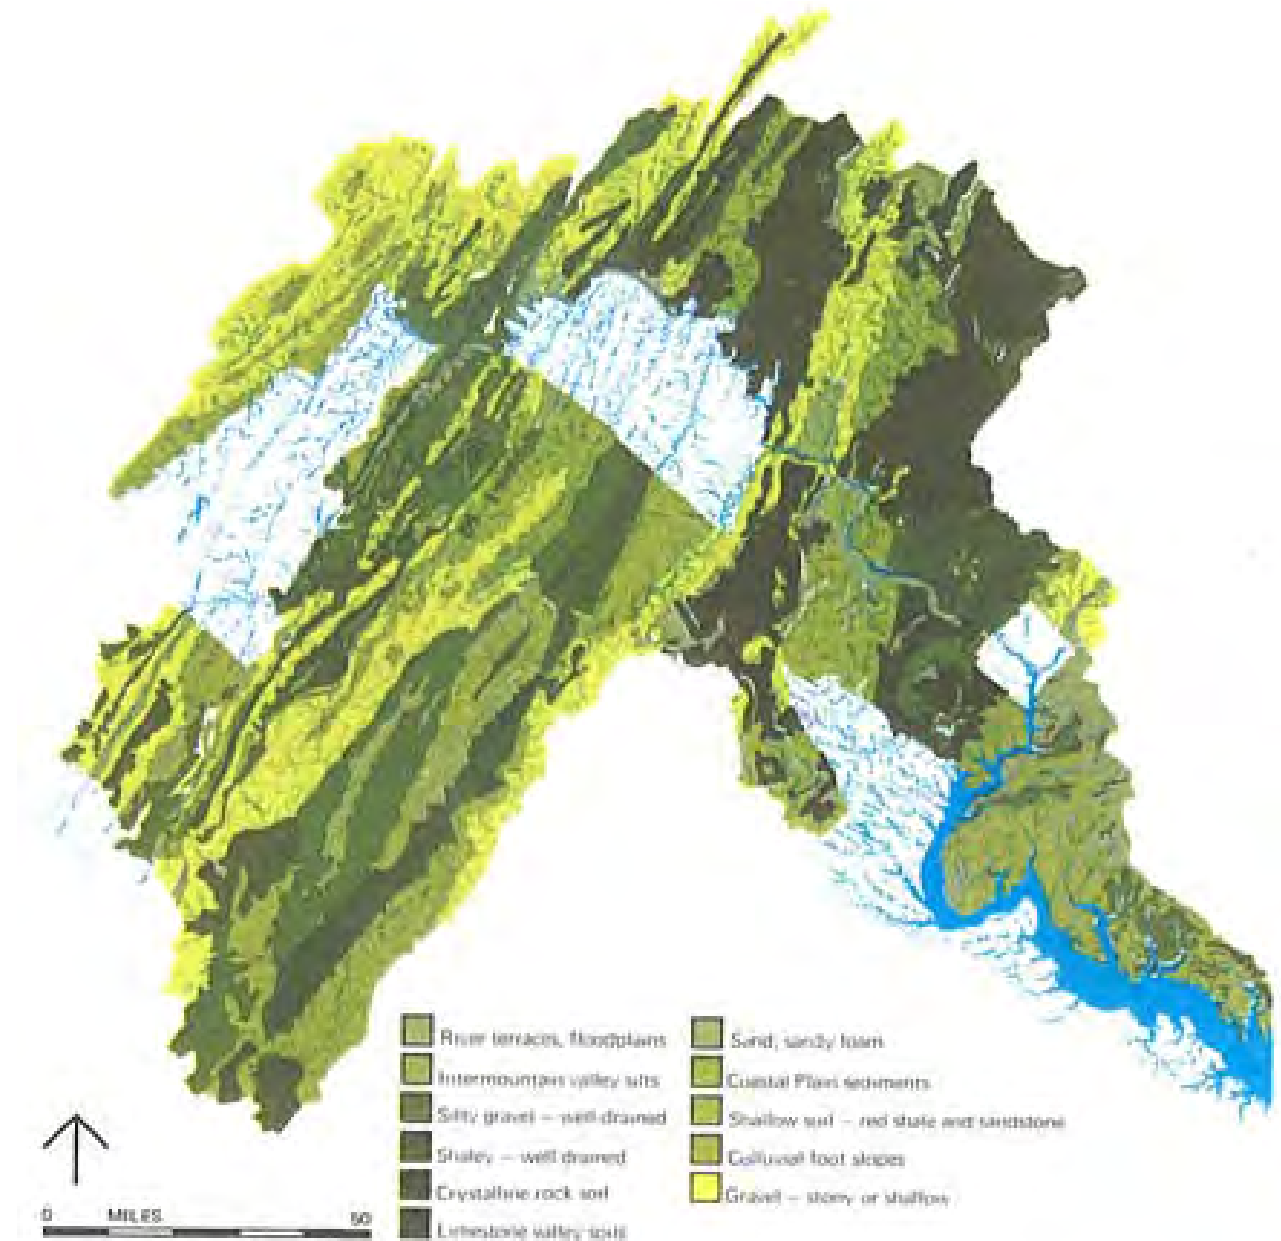 River terraces, floodplains
Intermountain valley silts
Silty gravel – well drained
Shaley – well drained
Crystalline rock soil
Limestone valley soils
Sand, sandy loam
Coastal Plain sediments
Shallow soil – red shale and sandstone
Colluvial foot slopes
Gravel – stony or shallow
0 MILES 50